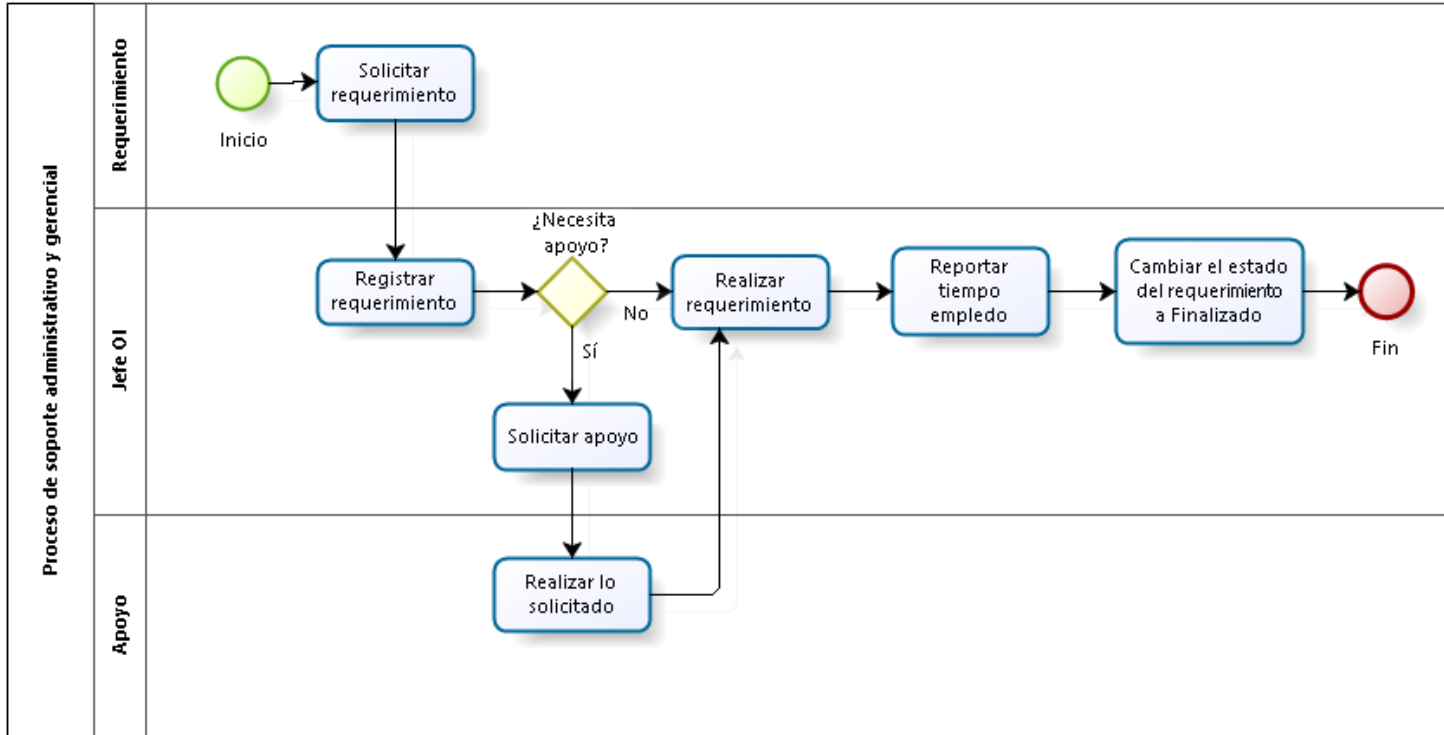 Proceso de soporte administrativo y gerencial
Requerimiento
Solicitar
requerimiento
Inicio
Jefe OI
Registrar
requerimiento
¿Necesita
apoyo?
No
Sí
Realizar
requerimiento
Reportar
tiempo
empledo
Cambiar el estado
del requerimiento
a Finalizado
Fin
Solicitar apoyo
Apoyo
Realizar lo
solicitado